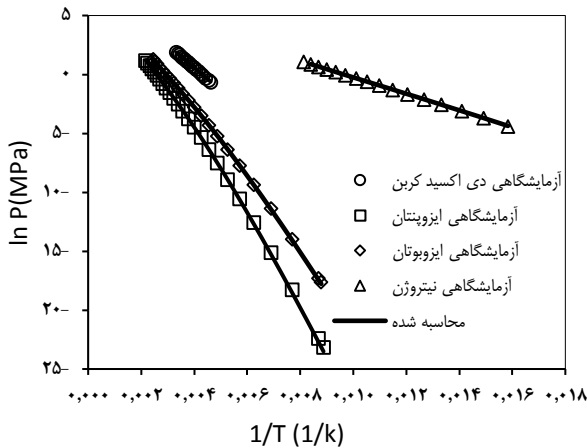 ln P(MPa)
۵
۰
۵–
۱۰–
۱۵–
۲۰–
۲۵–
آزمایشگاهی دی اکسید کربن
آزمایشگاهی ایزوپنتان
آزمایشگاهی ایزوبوتان
آزمایشگاهی نیتروژن
محاسبه شده
۰,۰۰۰ ۰,۰۰۲ ۰,۰۰۴ ۰,۰۰۶ ۰,۰۰۸ ۰,۰۱۰ ۰,۰۱۲ ۰,۰۱۴ ۰,۰۱۶ ۰,۰۱۸
1/T (1/k)